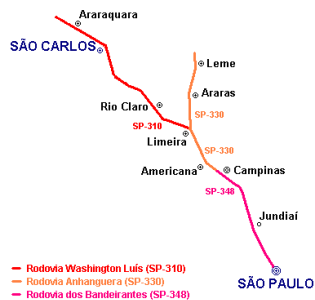 Araraquara
SÃO CARLOS
Leme
Araras
Rio Claro
SP-330
SP-310
Limeira
SP-330
Americana
Campinas
SP-348
Jundiaí
SÃO PAULO
Rodovia Washington Luís (SP-310)
Rodovia Anhanguera (SP-330)
Rodovia dos Bandeirantes (SP-348)